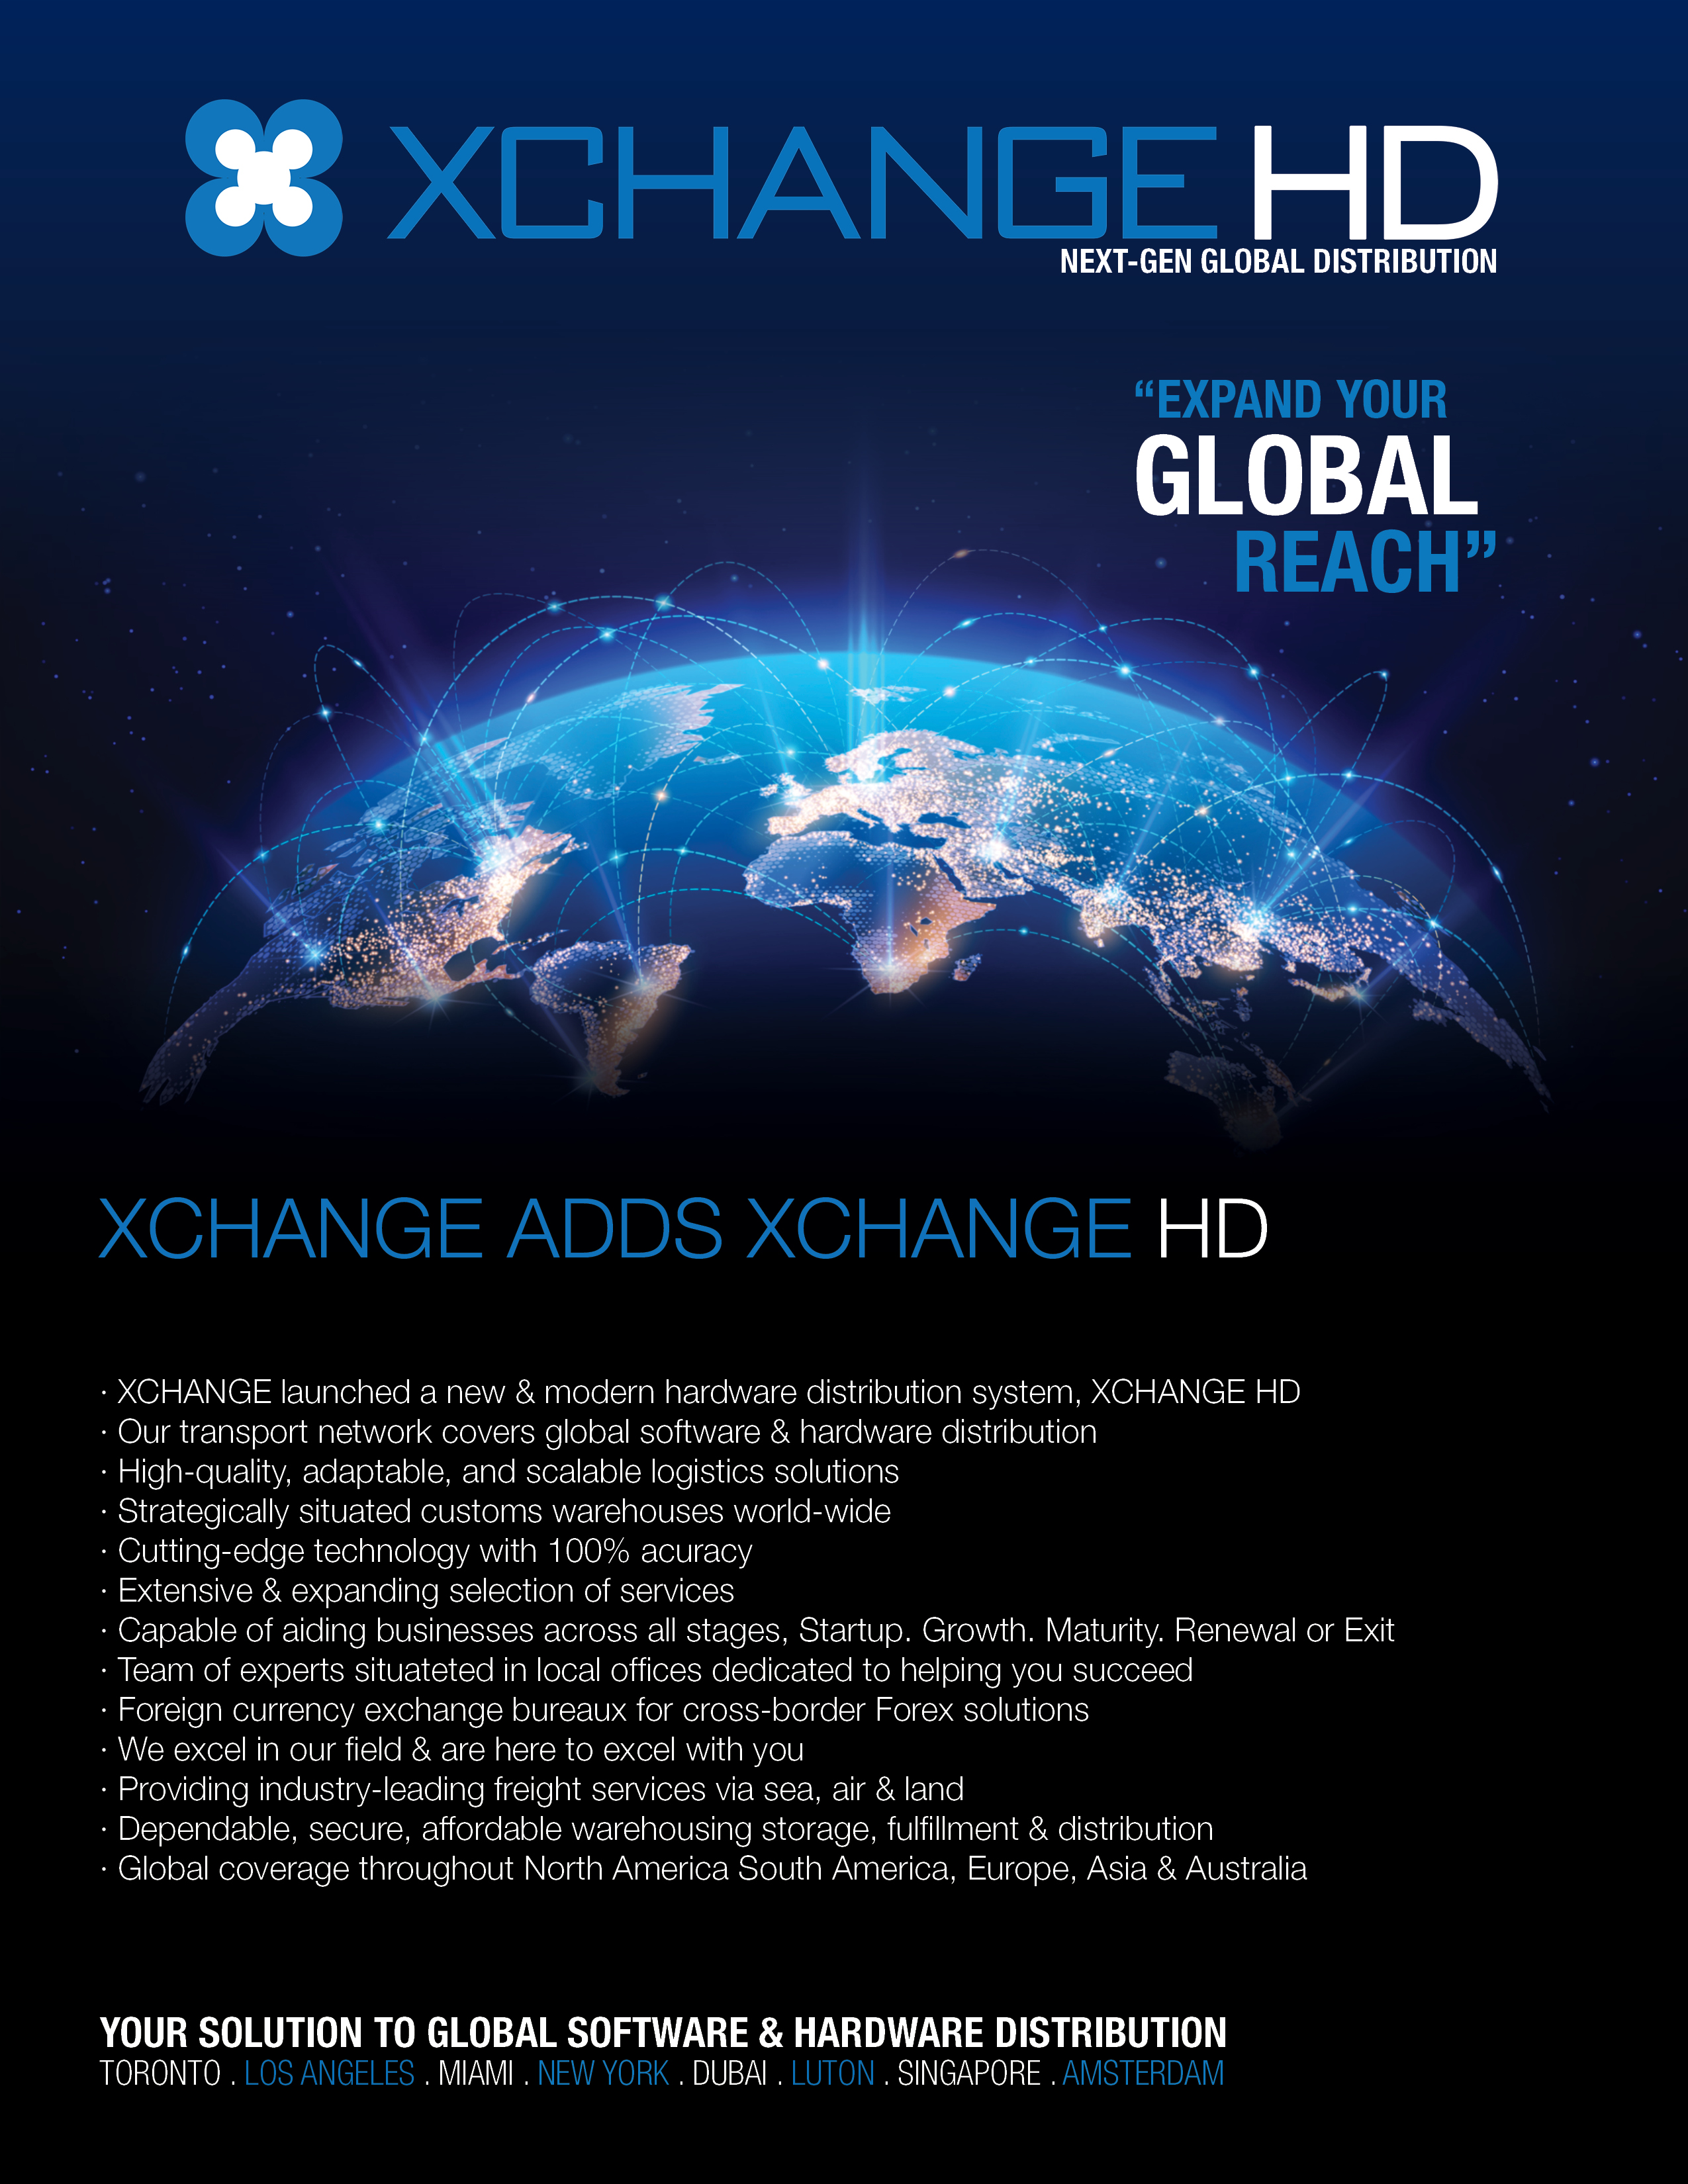 XCHANGE HD
NEXT-GEN GLOBAL DISTRIBUTION
“EXPAND YOUR
GLOBAL
REACH”
XCHANGE ADDS XCHANGE HD
· XCHANGE launched a new & modern hardware distribution system, XCHANGE HD
· Our transport network covers global software & hardware distribution
· High-quality, adaptable, and scalable logistics solutions
· Strategically situated customs warehouses world-wide
· Cutting-edge technology with 100% acuracy
· Extensive & expanding selection of services
· Capable of aiding businesses across all stages, Startup. Growth. Maturity. Renewal or Exit
· Team of experts situateted in local offices dedicated to helping you succeed
· Foreign currency exchange bureaux for cross-border Forex solutions
· We excel in our field & are here to excel with you
· Providing industry-leading freight services via sea, air & land
· Dependable, secure, affordable warehousing storage, fulfillment & distribution
· Global coverage throughout North America South America, Europe, Asia & Australia
YOUR SOLUTION TO GLOBAL SOFTWARE & HARDWARE DISTRIBUTION
TORONTO . LOS ANGELES . MIAMI . NEW YORK . DUBAI . LUTON . SINGAPORE . AMSTERDAM